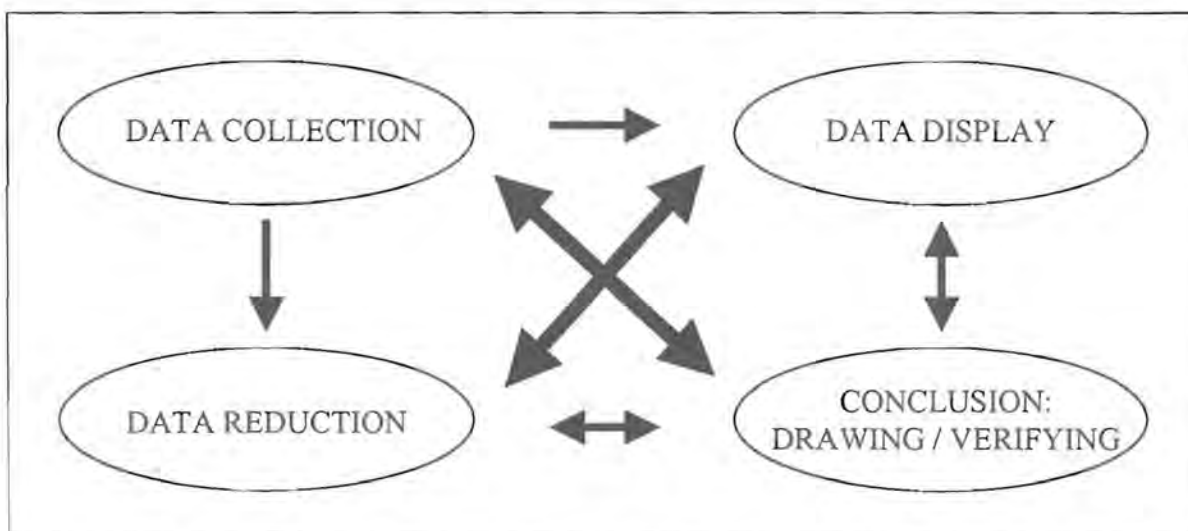 DATA COLLECTION
DATA DISPLAY
DATA REDUCTION
CONCLUSION:
DRAWING / VERIFYING